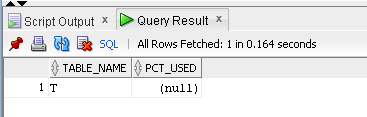 Script Output x Query Result x
SQL | All Rows Fetched: 1 in 0.164 seconds
TABLE_NAME PCT_USED
1 T (null)